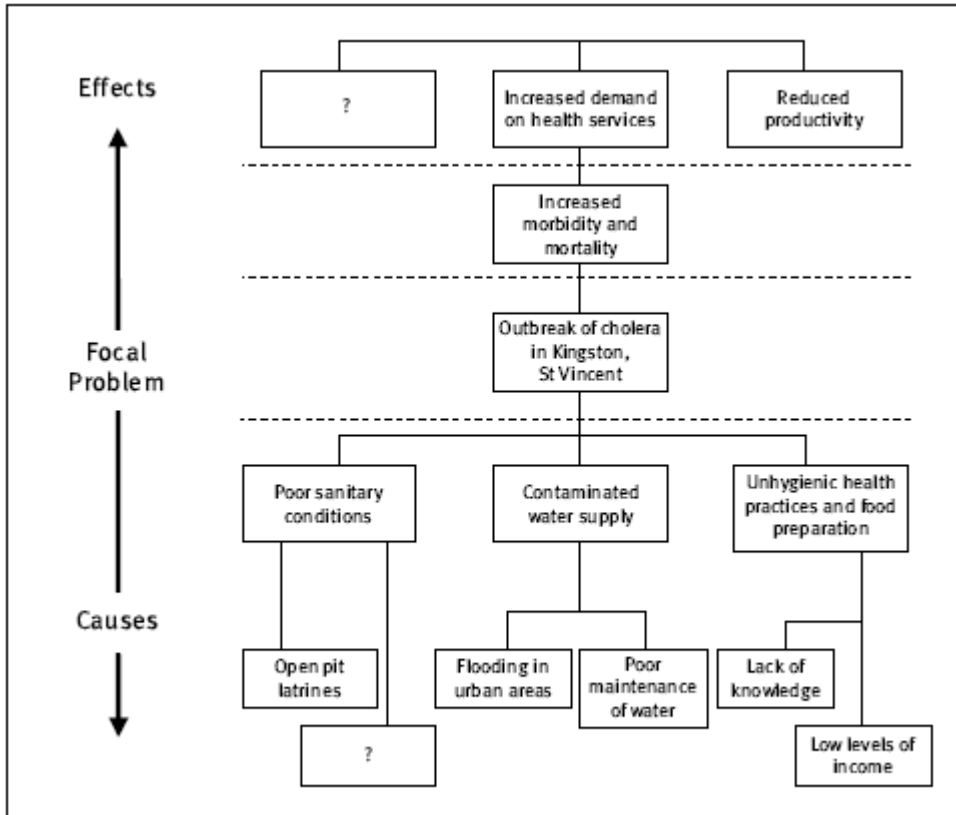 Effects
?
Increased demand
on health services
Reduced
productivity
Increased
morbidity and
mortality
Focal
Problem
Outbreak of cholera
in Kingston,
St Vincent
Poor sanitary
conditions
Contaminated
water supply
Unhygienic health
practices and food
preparation
Causes
Open pit
latrines
Flooding in
urban areas
Poor
maintenance
of water
Lack of
knowledge
?
Low levels of
income